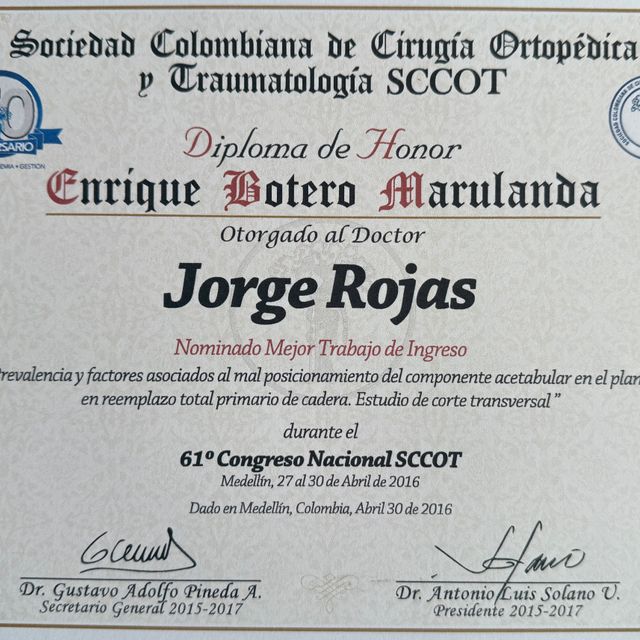 Sociedad Colombiana de Cirugía Ortopédica
y Traumatología SCCOT
Diploma de Honor
Enrique Botero Marulanda
Otorgado al Doctor
Jorge Rojas
Nominado Mejor Trabajo de Ingreso
revalencia y factores asociados al mal posicionamiento del componente acetabular en el plan
en reemplazo total primario de cadera. Estudio de corte transversal"
durante el
61º Congreso Nacional SCCOT
Medellín, 27 al 30 de Abril de 2016
Dado en Medellín, Colombia, Abril 30 de 2016
Dr. Gustavo Adolfo Pineda A.
Secretario General 2015-2017
Dr. Antonio Luis Solano U.
Presidente 2015-2017